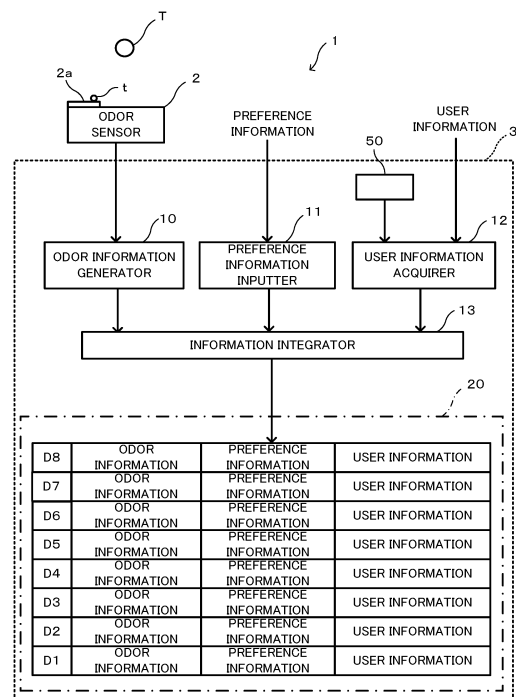 T
1
2a
t
2
ODOR
SENSOR
PREFERENCE
INFORMATION
USER
INFORMATION
3
50
10
11
12
ODOR INFORMATION
GENERATOR
PREFERENCE
INFORMATION
INPUTTER
USER INFORMATION
ACQUIRER
13
INFORMATION INTEGRATOR
20
D8
ODOR
INFORMATION
PREFERENCE
INFORMATION
USER INFORMATION
D7
ODOR
INFORMATION
PREFERENCE
INFORMATION
USER INFORMATION
D6
ODOR
INFORMATION
PREFERENCE
INFORMATION
USER INFORMATION
D5
ODOR
INFORMATION
PREFERENCE
INFORMATION
USER INFORMATION
D4
ODOR
INFORMATION
PREFERENCE
INFORMATION
USER INFORMATION
D3
ODOR
INFORMATION
PREFERENCE
INFORMATION
USER INFORMATION
D2
ODOR
INFORMATION
PREFERENCE
INFORMATION
USER INFORMATION
D1
ODOR
INFORMATION
PREFERENCE
INFORMATION
USER INFORMATION